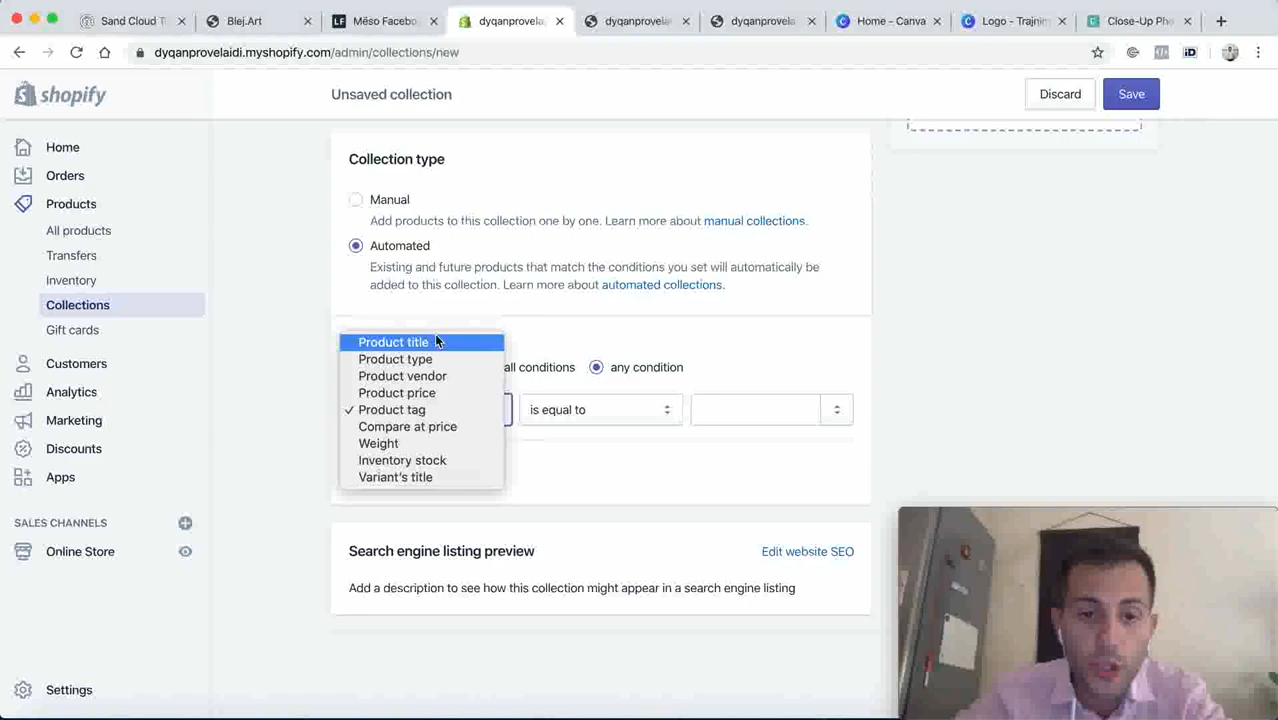 Sand Cloud T
Blej.Art
Mëso Facebo
dyqanprovela
dyqanprovel
dyqanprovela
Home - Canva
Logo - Trajnin
Close-Up Pho
dyqanprovelaidi.myshopify.com/admin/collections/new
shopify
Unsaved collection
Discard
Save
Home
Orders
Products
All products
Transfers
Inventory
Collections
Gift cards
Customers
Analytics
Marketing
Discounts
Apps
SALES CHANNELS
Online Store
Settings
Collection type
Manual
Add products to this collection one by one. Learn more about manual collections.
Automated
Existing and future products that match the conditions you set will automatically be
added to this collection. Learn more about automated collections.
Product title
Product type
Product vendor
Product price
✓ Product tag
Compare at price
Weight
Inventory stock
Variant's title
all conditions
any condition
is equal to
Search engine listing preview
Edit website SEO
Add a description to see how this collection might appear in a search engine listing